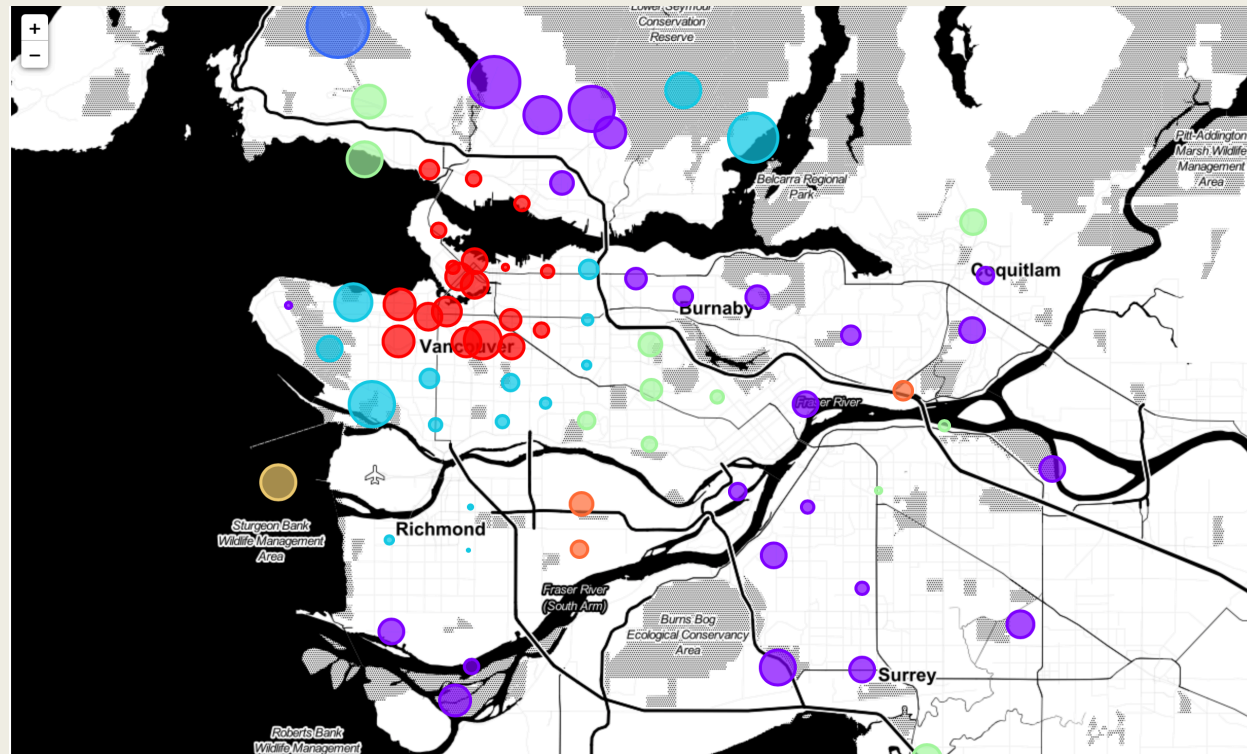 +
−
Lower Seymour
Conservation
Reserve
Pitt-Addington
Marsh Wildlife
Management
Area
Belcarra Regional
Park
Coquitlam
Burnaby
Vancouver
Fraser River
Sturgeon Bank
Wildlife Management
Area
Richmond
Fraser River
(South Arm)
Burns Bog
Ecological Conservancy
Area
Surrey
Roberts Bank
Wildlife Management